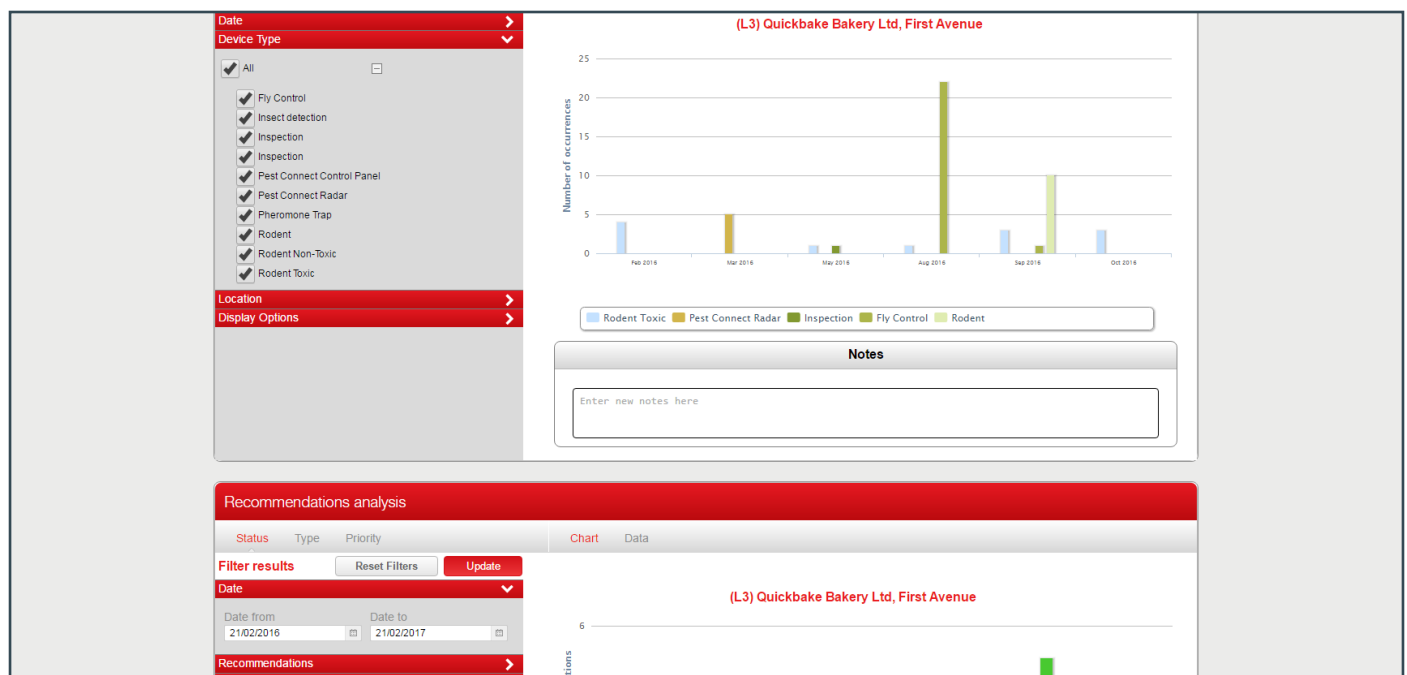 Date
Device Type
All
Fly Control
Insect detection
Inspection
Inspection
Pest Connect Control Panel
Pest Connect Radar
Pheromone Trap
Rodent
Rodent Non-Toxic
Rodent Toxic
Location
Display Options
(L3) Quickbake Bakery Ltd, First Avenue
Number of occurrences
25
20
15
10
5
0
Feb 2016 Mar 2016 May 2016 Aug 2016 Sep 2016 Oct 2016
Rodent Toxic Pest Connect Radar Inspection Fly Control Rodent
Notes
Enter new notes here
Recommendations analysis
Status Type Priority Chart Data
Filter results Reset Filters Update
Date
Date from Date to
21/02/2016 21/02/2017
Recommendations
(L3) Quickbake Bakery Ltd, First Avenue
6